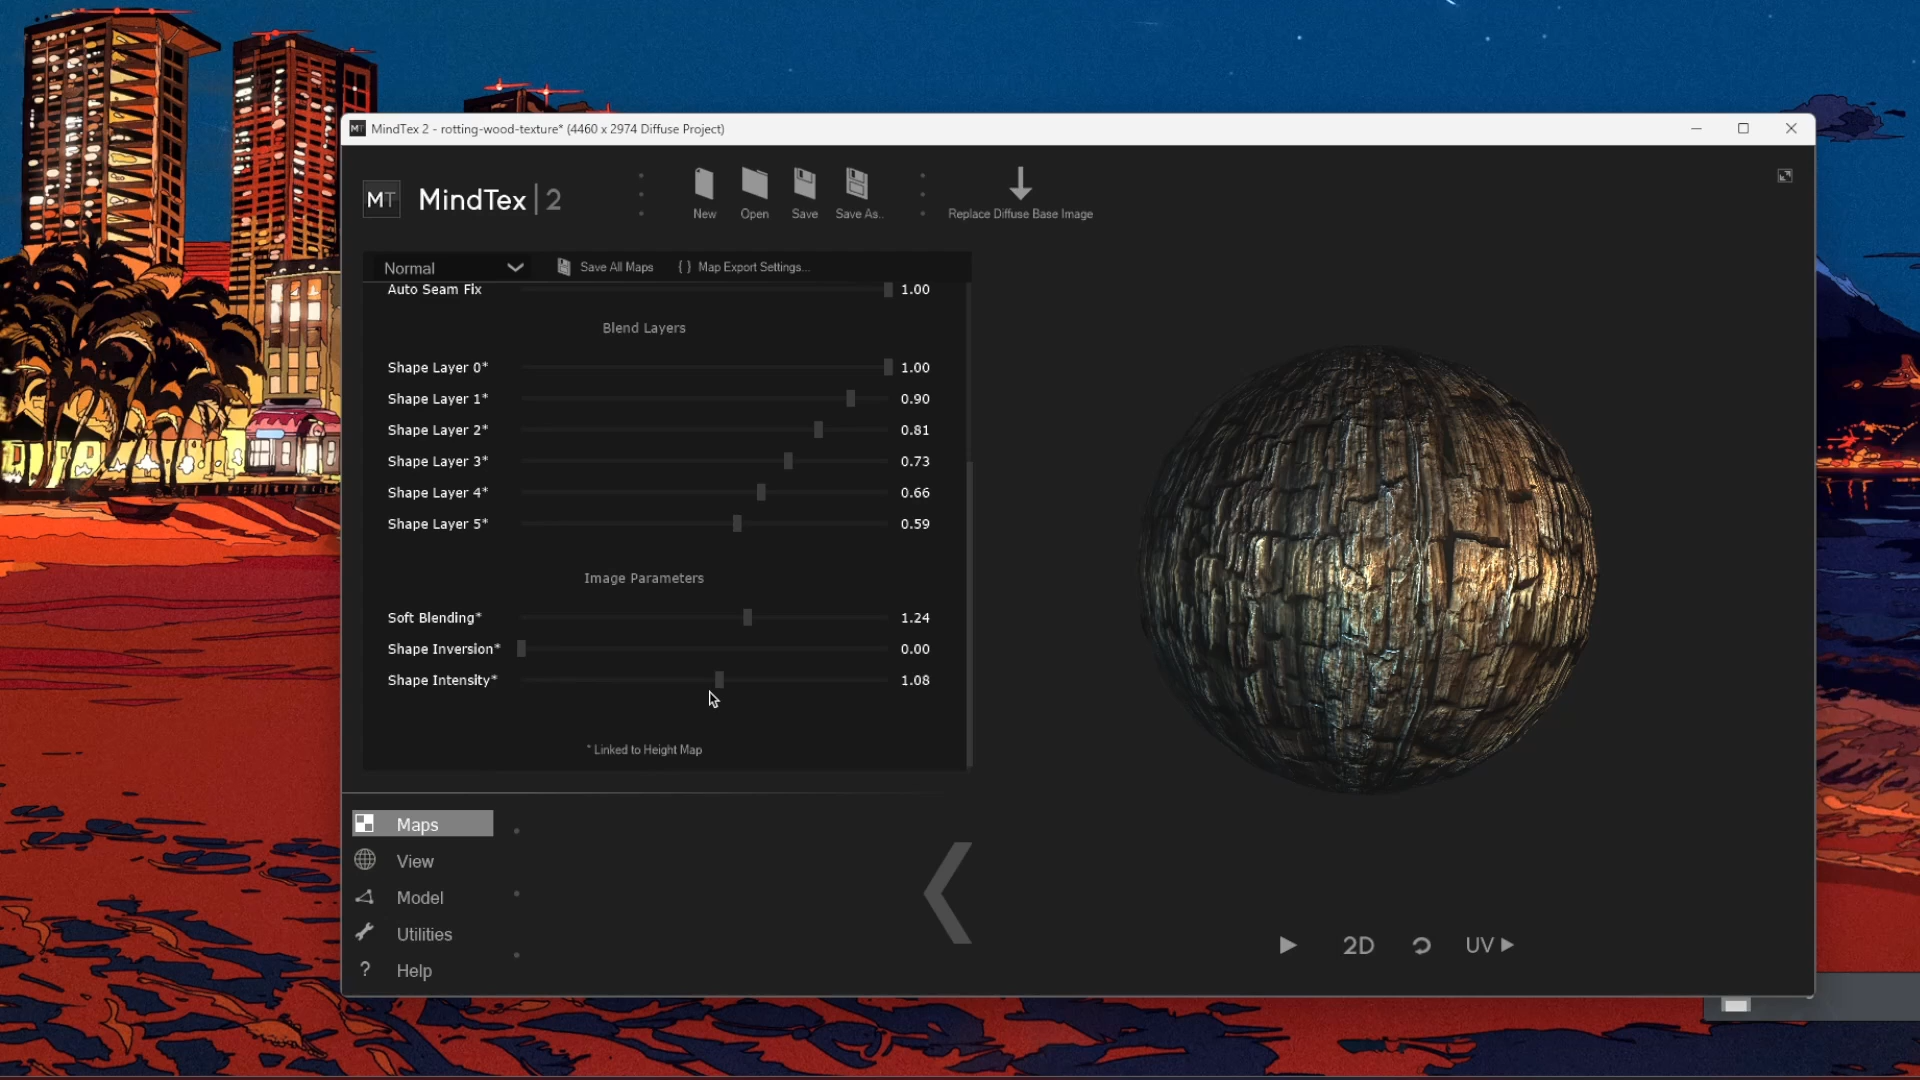 MT MindTex 2 - rotting-wood-texture* (4460 x 2974 Diffuse Project)
MT MindTex | 2
New Open Save Save As.. Replace Diffuse Base Image
Normal Save All Maps { } Map Export Settings...
Auto Seam Fix 1.00
Blend Layers
Shape Layer 0* 1.00
Shape Layer 1* 0.90
Shape Layer 2* 0.81
Shape Layer 3* 0.73
Shape Layer 4* 0.66
Shape Layer 5* 0.59
Image Parameters
Soft Blending* 1.24
Shape Inversion* 0.00
Shape Intensity* 1.08
* Linked to Height Map
Maps
View
Model
Utilities
? Help
2D UV